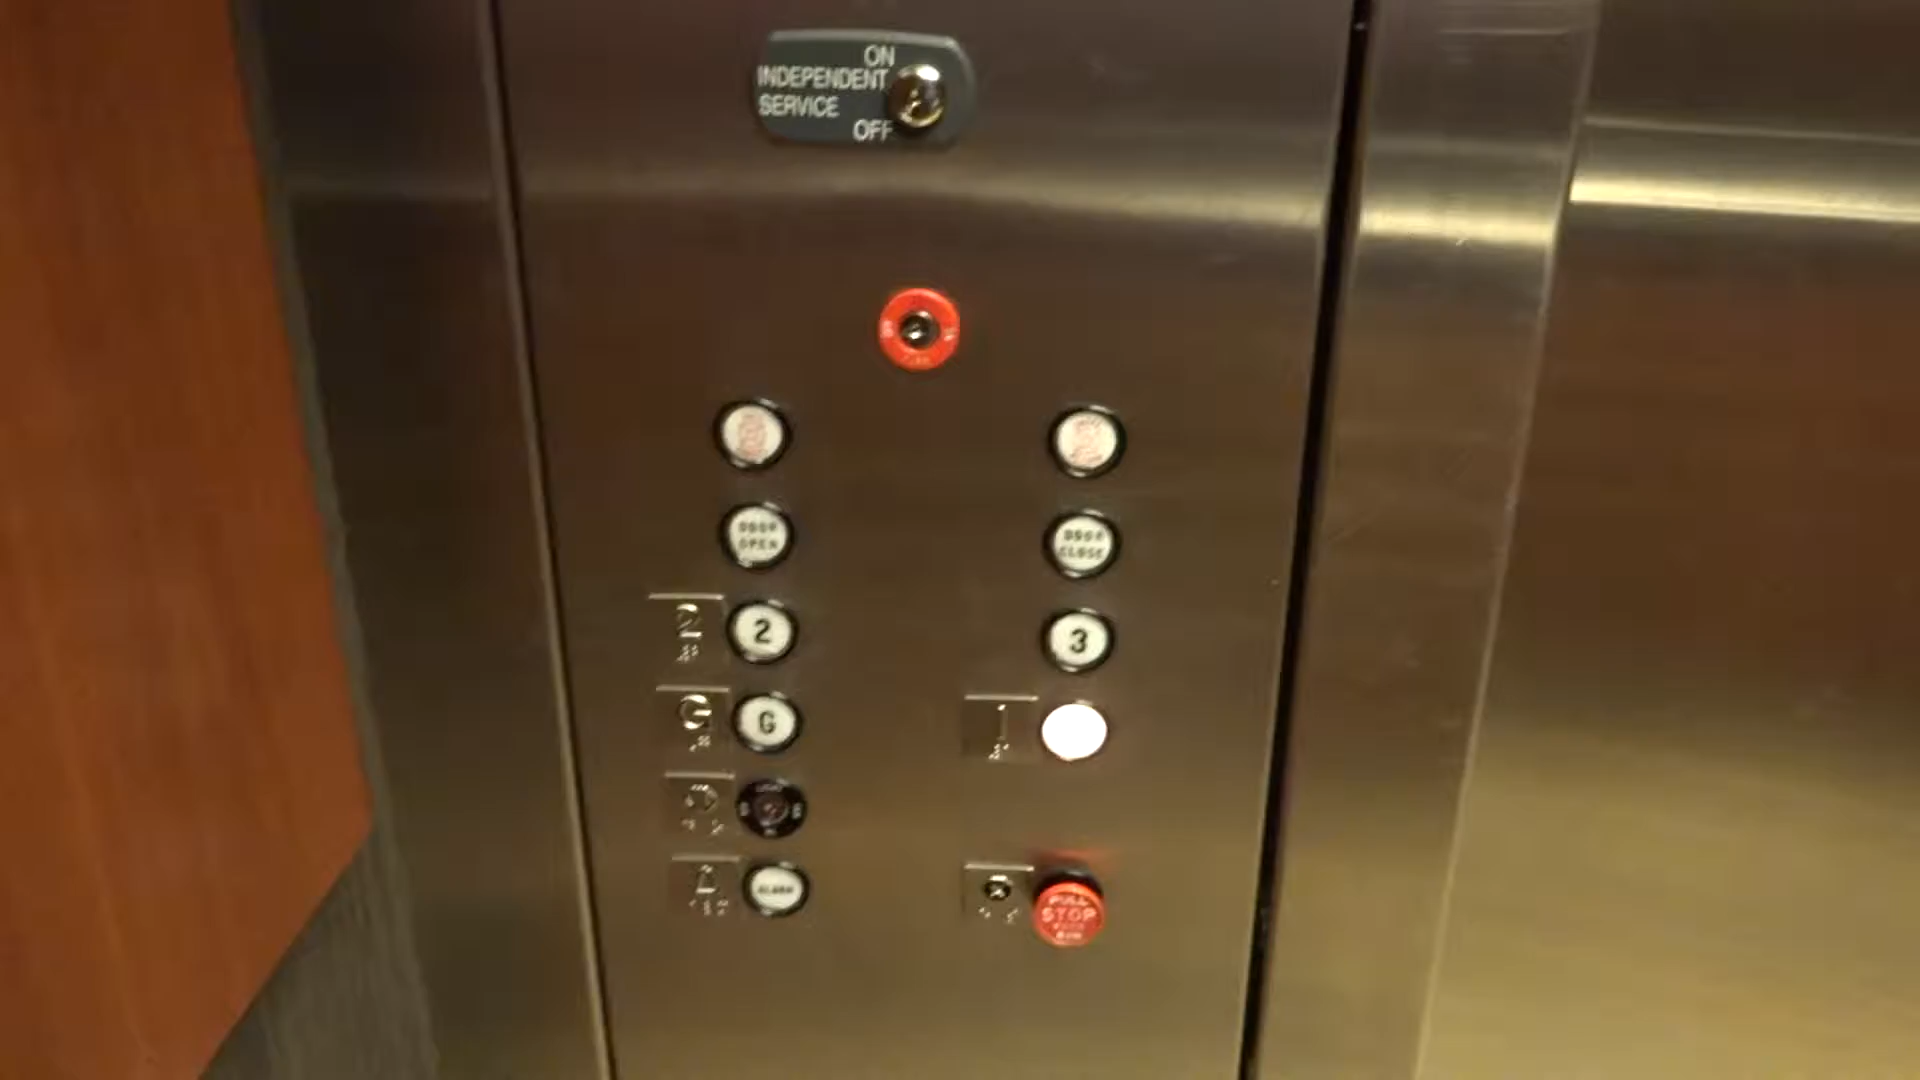 ON
INDEPENDENT
SERVICE
OFF
DOOR
OPEN
DOOR
CLOSE
2
2
3
G
G
1
ALARM
PULL
STOP